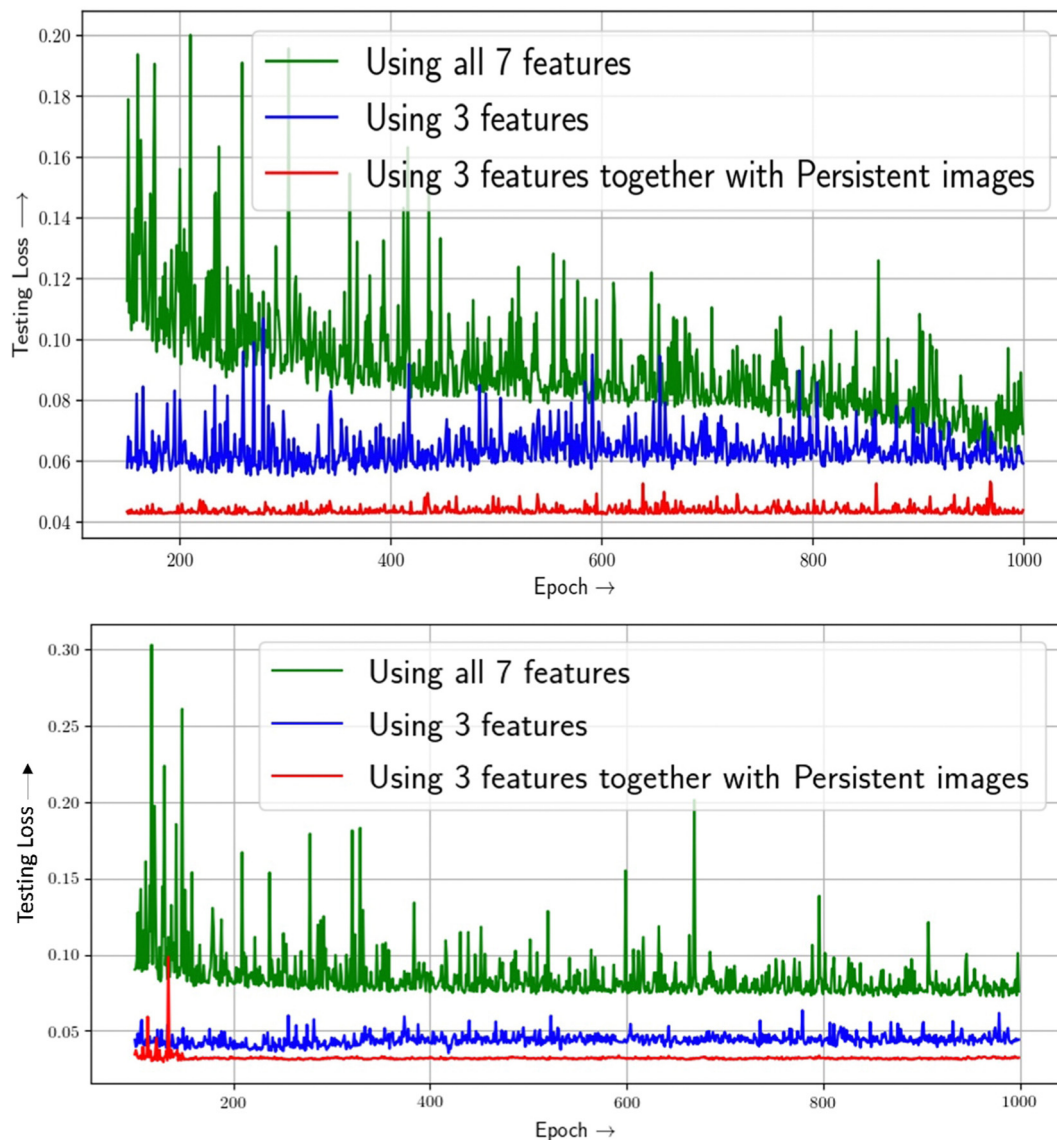 0.20
0.18
0.16
0.14
0.12
0.10
0.08
0.06
0.04
Testing Loss →
Using all 7 features
Using 3 features
Using 3 features together with Persistent images
200
400
600
800
1000
Epoch →
0.30
0.25
0.20
0.15
0.10
0.05
Testing Loss →
Using all 7 features
Using 3 features
Using 3 features together with Persistent images
200
400
600
800
1000
Epoch →